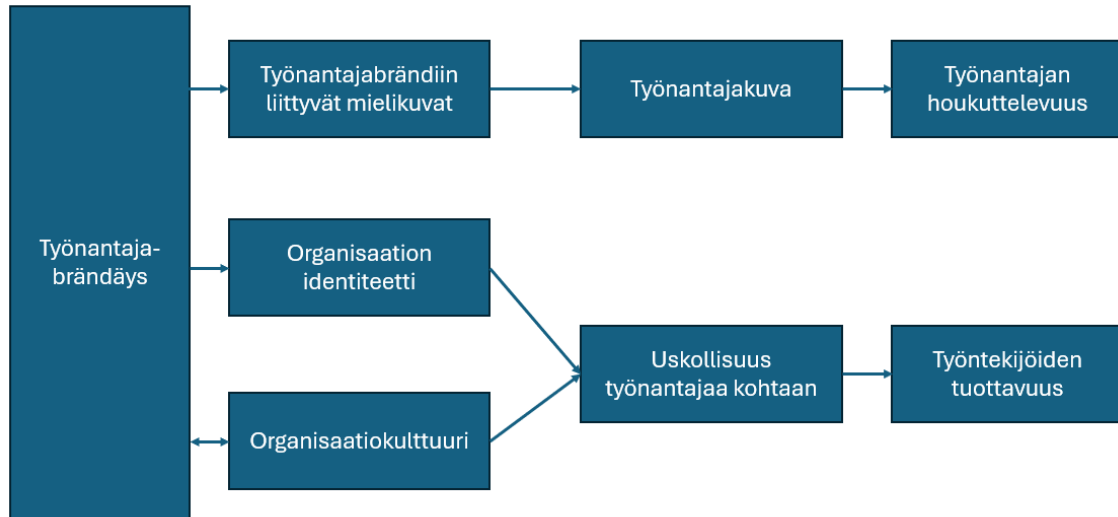 Työnantaja-
brändäys
Työnantajabrändiin
liittyvät mielikuvat
Työnantajakuva
Työnantajan
houkuttelevuus
Organisaation
identiteetti
Organisaatiokulttuuri
Uskollisuus
työnantajaa kohtaan
Työntekijöiden
tuottavuus